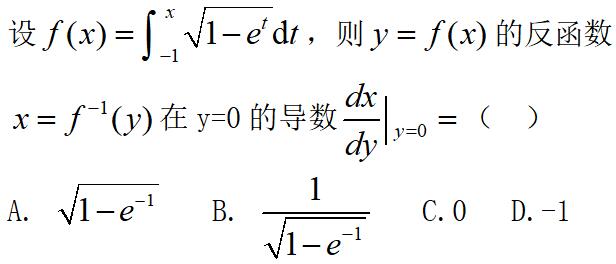 设 f(x) = ∫_{-1}^{x} √(1-e^t) dt，则 y = f(x) 的反函数
x = f^{-1}(y) 在 y=0 的导数 dx/dy|_{y=0} = （ ）
A. √(1-e^{-1}) B. 1/√(1-e^{-1}) C.0 D.-1